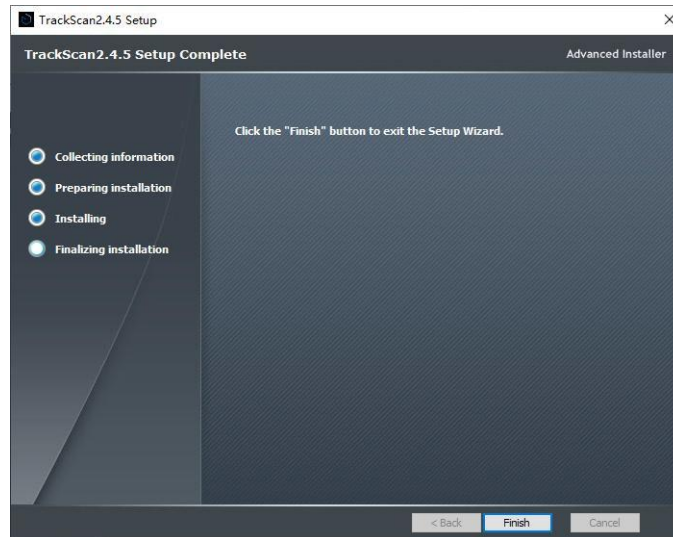 TrackScan2.4.5 Setup
TrackScan2.4.5 Setup Complete
Advanced Installer
Click the "Finish" button to exit the Setup Wizard.
Collecting information
Preparing installation
Installing
Finalizing installation
< Back
Finish
Cancel